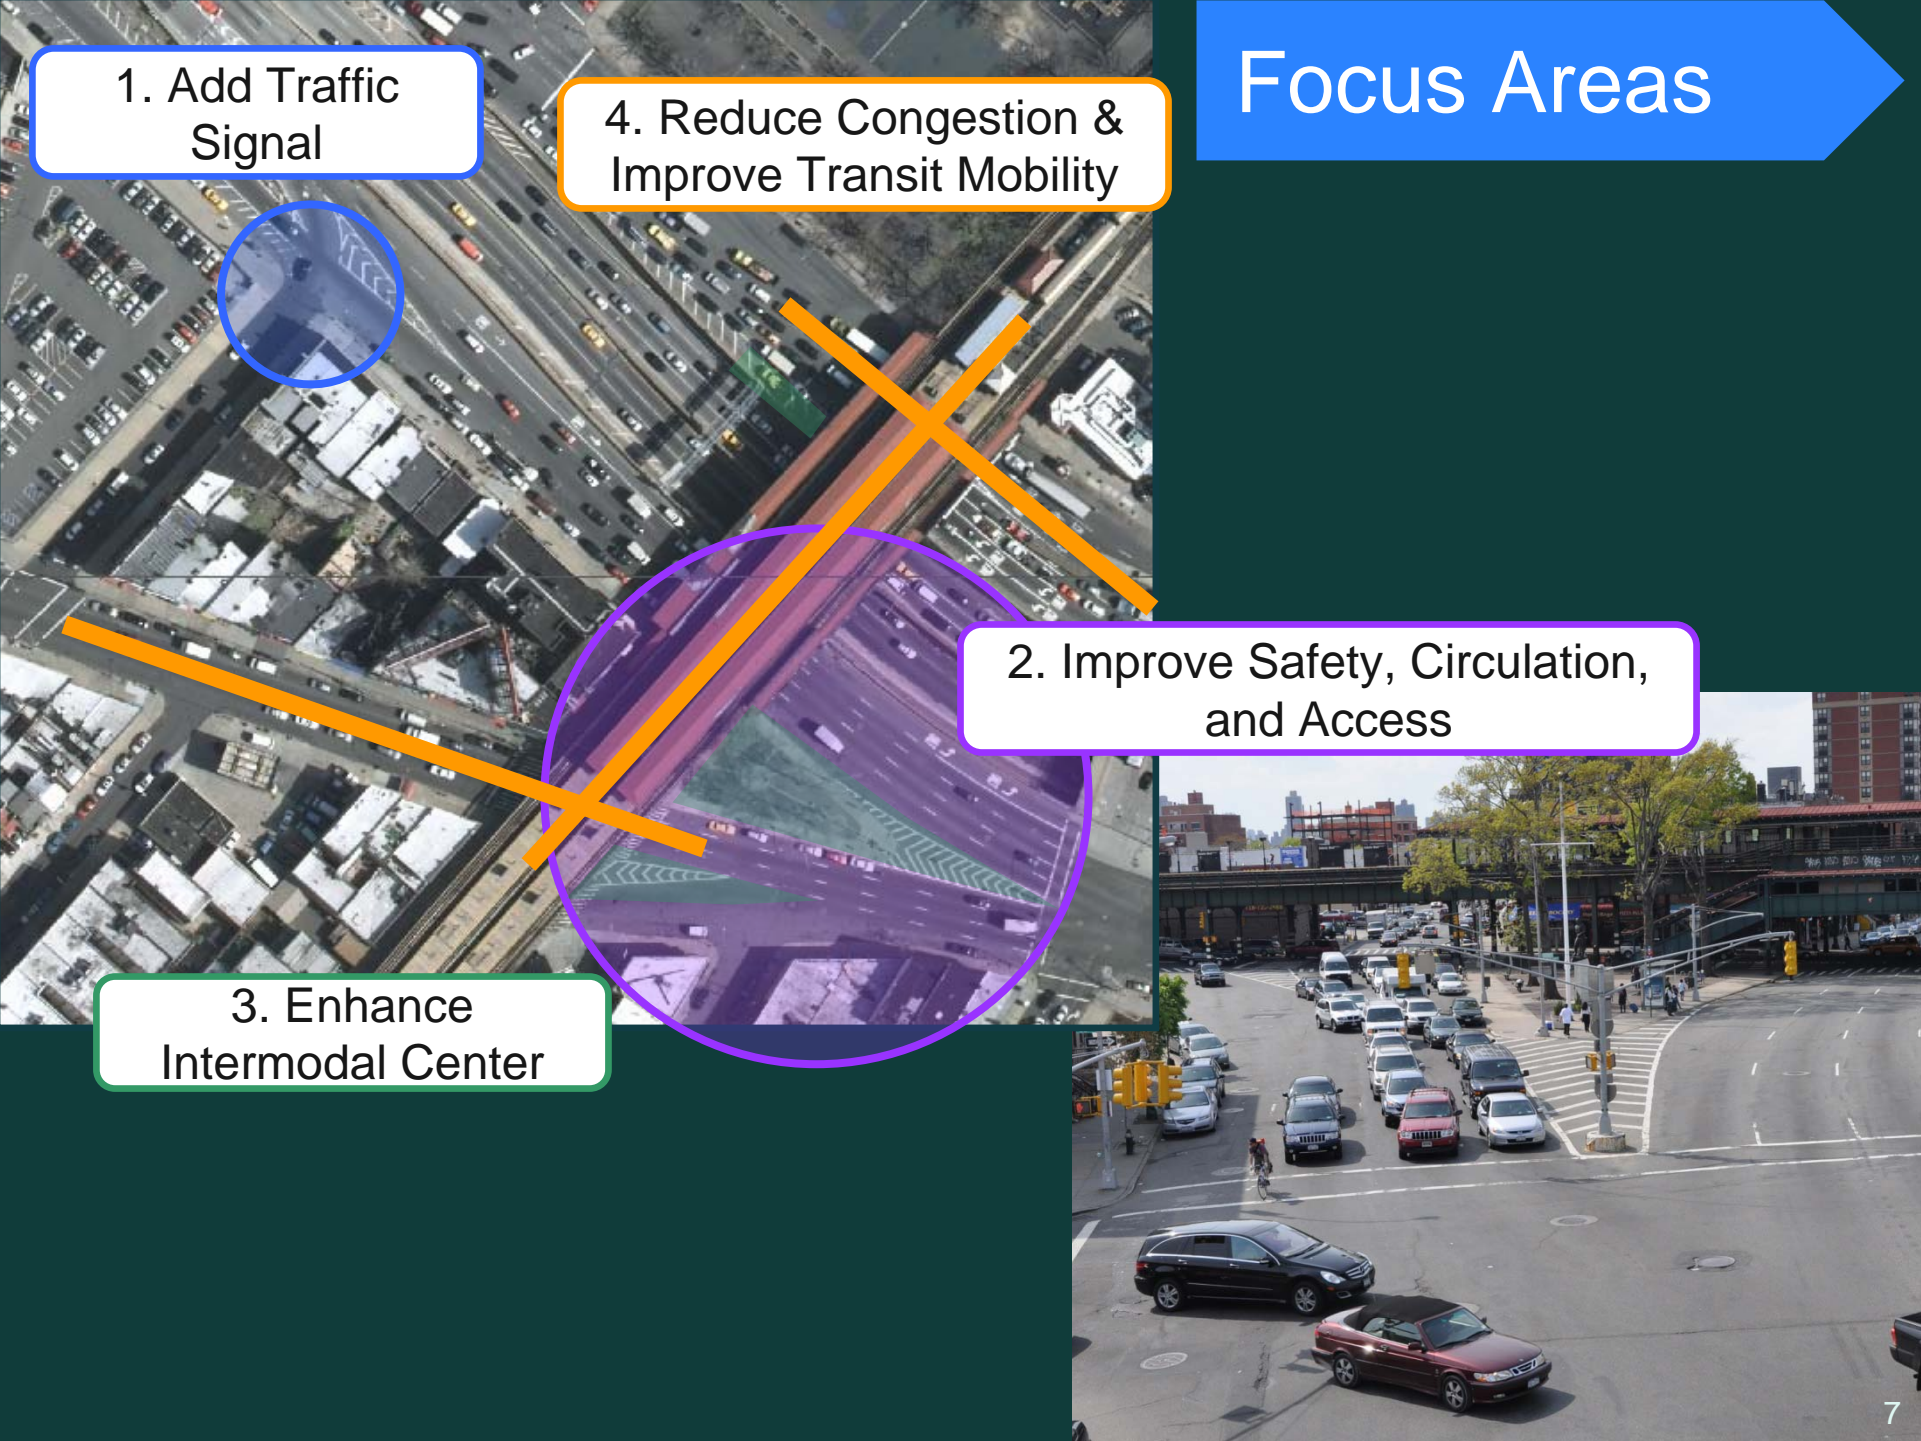 Focus Areas
1. Add Traffic
Signal
4. Reduce Congestion &
Improve Transit Mobility
2. Improve Safety, Circulation,
and Access
3. Enhance
Intermodal Center
7